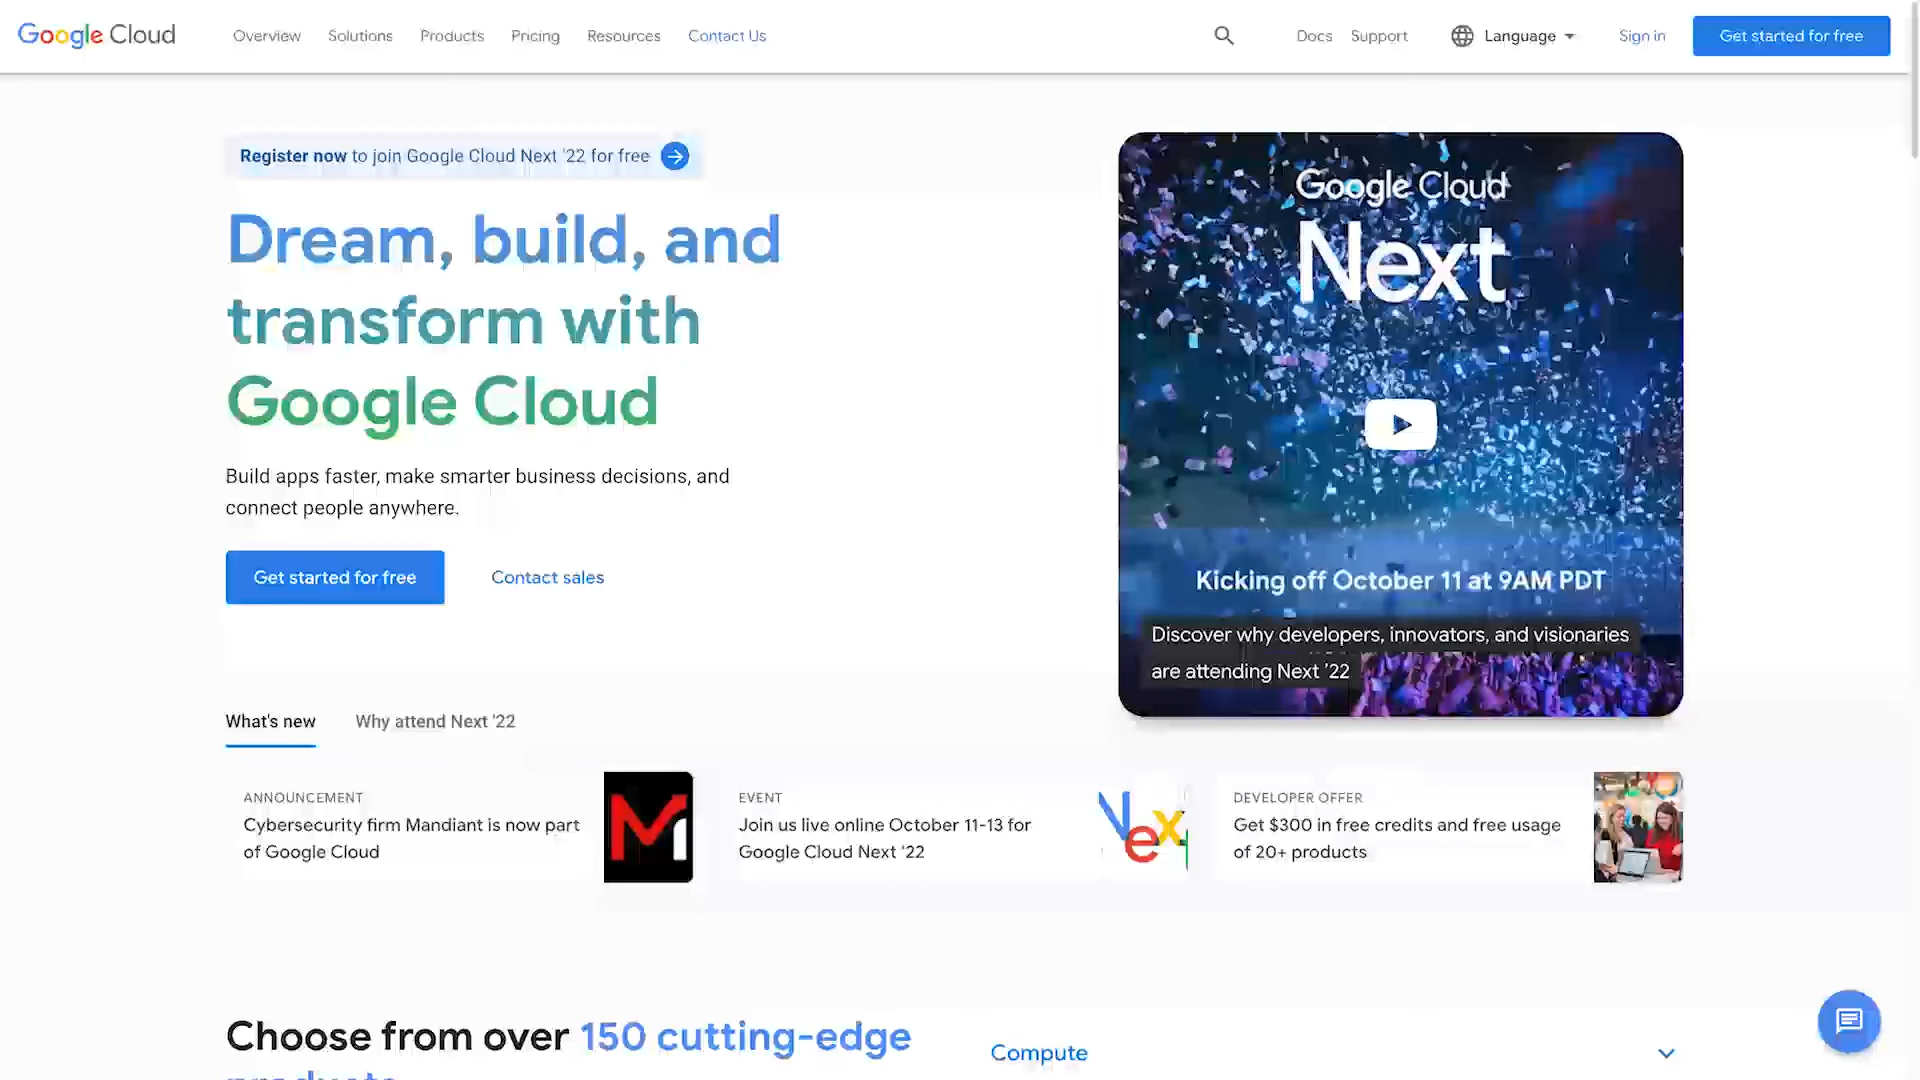 Google Cloud
Overview
Solutions
Products
Pricing
Resources
Contact Us
Docs
Support
Language
Sign in
Get started for free
Register now to join Google Cloud Next '22 for free
Dream, build, and
transform with
Google Cloud
Build apps faster, make smarter business decisions, and
connect people anywhere.
Get started for free
Contact sales
Google Cloud
Next
Kicking off October 11 at 9AM PDT
Discover why developers, innovators, and visionaries
are attending Next '22
What's new
Why attend Next '22
ANNOUNCEMENT
Cybersecurity firm Mandiant is now part
of Google Cloud
EVENT
Join us live online October 11-13 for
Google Cloud Next '22
Next
DEVELOPER OFFER
Get $300 in free credits and free usage
of 20+ products
Choose from over 150 cutting-edge
products
Compute